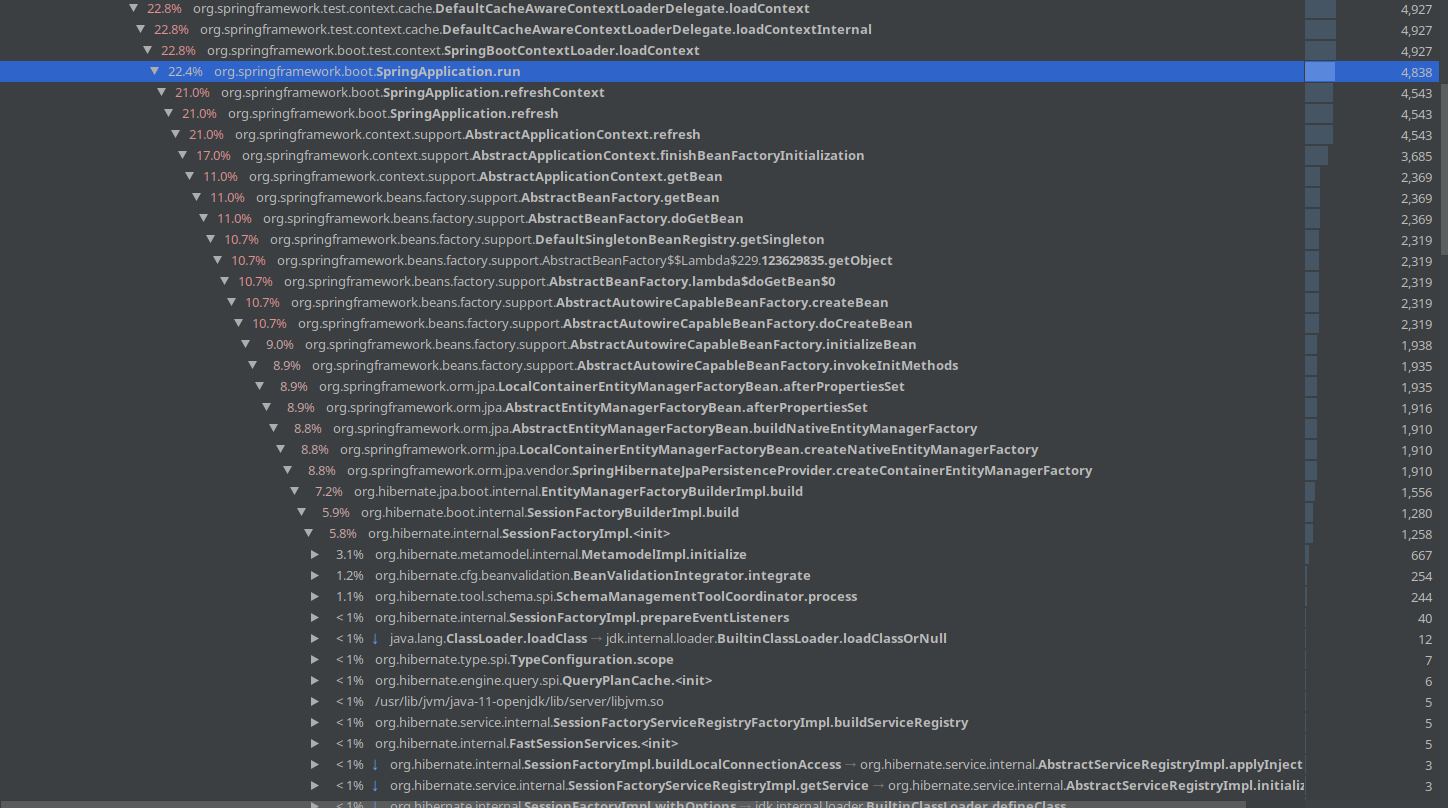 22.8% org.springframework.test.context.cache.DefaultCacheAwareContextLoaderDelegate.loadContext 4,927
22.8% org.springframework.test.context.cache.DefaultCacheAwareContextLoaderDelegate.loadContextInternal 4,927
22.8% org.springframework.boot.test.context.SpringBootContextLoader.loadContext 4,927
22.4% org.springframework.boot.SpringApplication.run 4,838
21.0% org.springframework.boot.SpringApplication.refreshContext 4,543
21.0% org.springframework.boot.SpringApplication.refresh 4,543
21.0% org.springframework.context.support.AbstractApplicationContext.refresh 4,543
17.0% org.springframework.context.support.AbstractApplicationContext.finishBeanFactoryInitialization 3,685
11.0% org.springframework.context.support.AbstractApplicationContext.getBean 2,369
11.0% org.springframework.beans.factory.support.AbstractBeanFactory.getBean 2,369
11.0% org.springframework.beans.factory.support.AbstractBeanFactory.doGetBean 2,369
10.7% org.springframework.beans.factory.support.DefaultSingletonBeanRegistry.getSingleton 2,319
10.7% org.springframework.beans.factory.support.AbstractBeanFactory$$Lambda$229.123629835.getObject 2,319
10.7% org.springframework.beans.factory.support.AbstractBeanFactory.lambda$doGetBean$0 2,319
10.7% org.springframework.beans.factory.support.AbstractAutowireCapableBeanFactory.createBean 2,319
10.7% org.springframework.beans.factory.support.AbstractAutowireCapableBeanFactory.doCreateBean 2,319
9.0% org.springframework.beans.factory.support.AbstractAutowireCapableBeanFactory.initializeBean 1,938
8.9% org.springframework.beans.factory.support.AbstractAutowireCapableBeanFactory.invokeInitMethods 1,935
8.9% org.springframework.orm.jpa.LocalContainerEntityManagerFactoryBean.afterPropertiesSet 1,935
8.9% org.springframework.orm.jpa.AbstractEntityManagerFactoryBean.afterPropertiesSet 1,916
8.8% org.springframework.orm.jpa.AbstractEntityManagerFactoryBean.buildNativeEntityManagerFactory 1,910
8.8% org.springframework.orm.jpa.LocalContainerEntityManagerFactoryBean.createNativeEntityManagerFactory 1,910
8.8% org.springframework.orm.jpa.vendor.SpringHibernateJpaPersistenceProvider.createContainerEntityManagerFactory 1,910
7.2% org.hibernate.jpa.boot.internal.EntityManagerFactoryBuilderImpl.build 1,556
5.9% org.hibernate.boot.internal.SessionFactoryBuilderImpl.build 1,280
5.8% org.hibernate.internal.SessionFactoryImpl.<init> 1,258
3.1% org.hibernate.metamodel.internal.MetamodelImpl.initialize 667
1.2% org.hibernate.cfg.beanvalidation.BeanValidationIntegrator.integrate 254
1.1% org.hibernate.tool.schema.spi.SchemaManagementToolCoordinator.process 244
< 1% org.hibernate.internal.SessionFactoryImpl.prepareEventListeners 40
< 1% ↓ java.lang.ClassLoader.loadClass → jdk.internal.loader.BuiltinClassLoader.loadClassOrNull 12
< 1% org.hibernate.type.spi.TypeConfiguration.scope 7
< 1% org.hibernate.engine.query.spi.QueryPlanCache.<init> 6
< 1% /usr/lib/jvm/java-11-openjdk/lib/server/libjvm.so 5
< 1% org.hibernate.service.internal.SessionFactoryServiceRegistryFactoryImpl.buildServiceRegistry 5
< 1% org.hibernate.internal.FastSessionServices.<init> 5
< 1% ↓ org.hibernate.internal.SessionFactoryImpl.buildLocalConnectionAccess → org.hibernate.service.internal.AbstractServiceRegistryImpl.applyInject 3
< 1% ↓ org.hibernate.service.internal.SessionFactoryServiceRegistryImpl.getService → org.hibernate.service.internal.AbstractServiceRegistryImpl.initializ 3
< 1% ↓ org.hibernate.internal.SessionFactoryImpl.withOptions → jdk.internal.loader.BuiltinClassLoader.defineClass